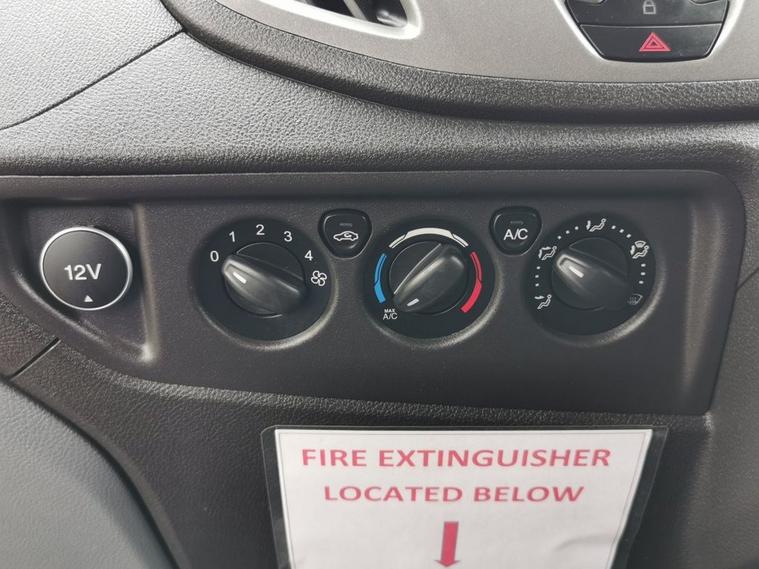 12V
0 1 2 3 4
MAX
A/C
A/C
FIRE EXTINGUISHER
LOCATED BELOW